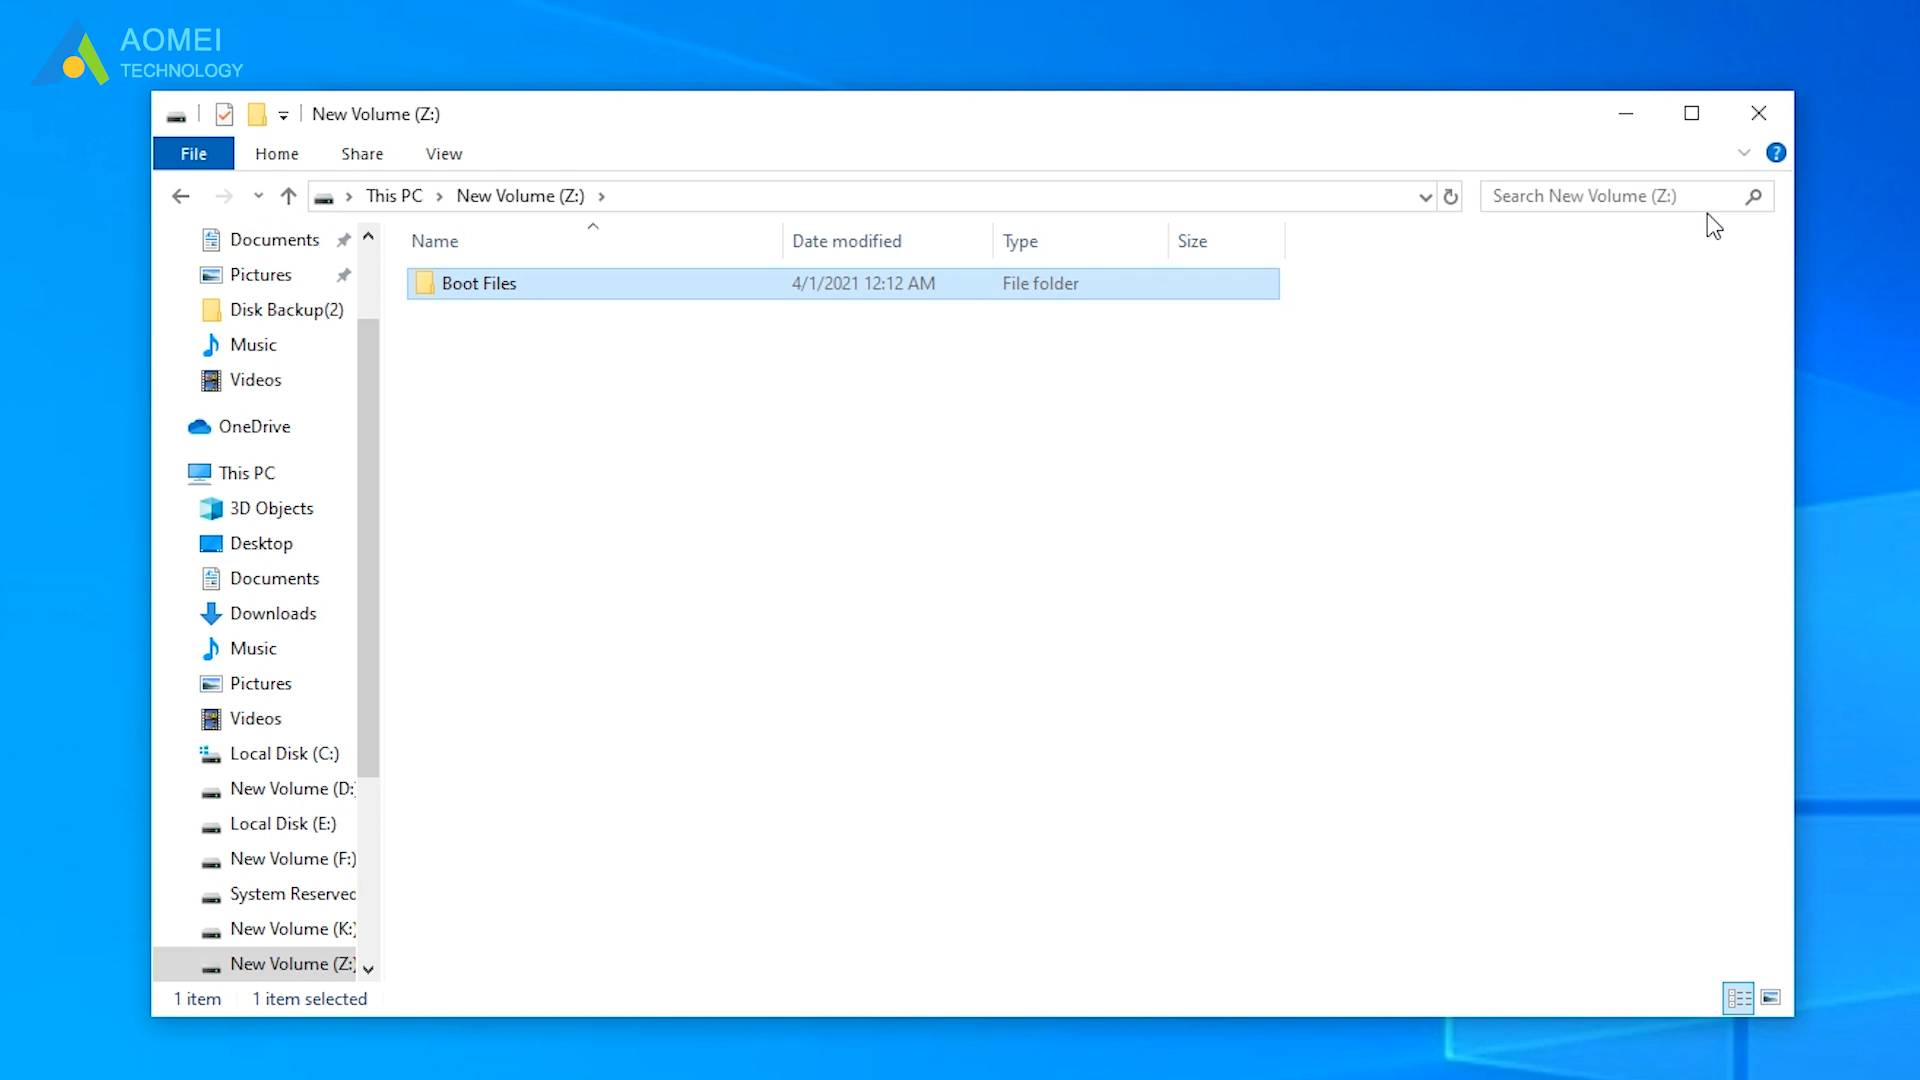 AOMEI
TECHNOLOGY
New Volume (Z:)
File Home Share View
?
This PC New Volume (Z:)
Search New Volume (Z:)
Name Date modified Type Size
Boot Files 4/1/2021 12:12 AM File folder
Documents
Pictures
Disk Backup(2)
Music
Videos
OneDrive
This PC
3D Objects
Desktop
Documents
Downloads
Music
Pictures
Videos
Local Disk (C:)
New Volume (D:)
Local Disk (E:)
New Volume (F:)
System Reserved
New Volume (K:)
New Volume (Z:)
1 item 1 item selected